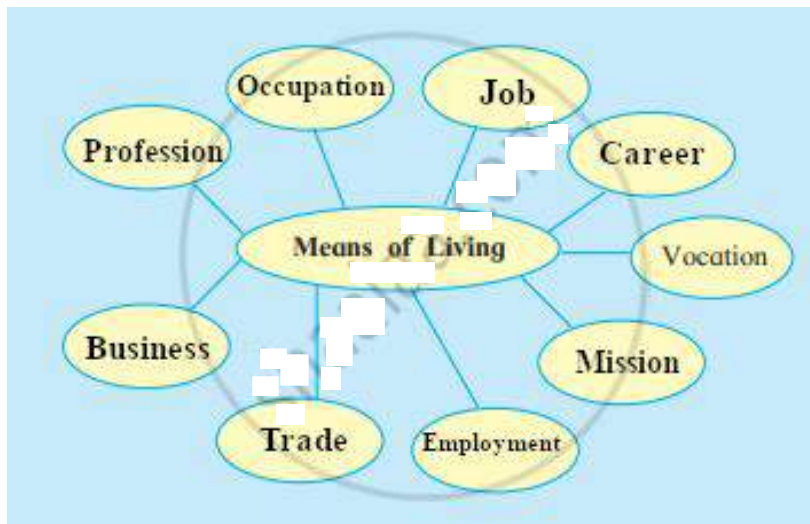 Occupation
Job
Profession
Career
Means of Living
Vocation
Business
Mission
Trade
Employment